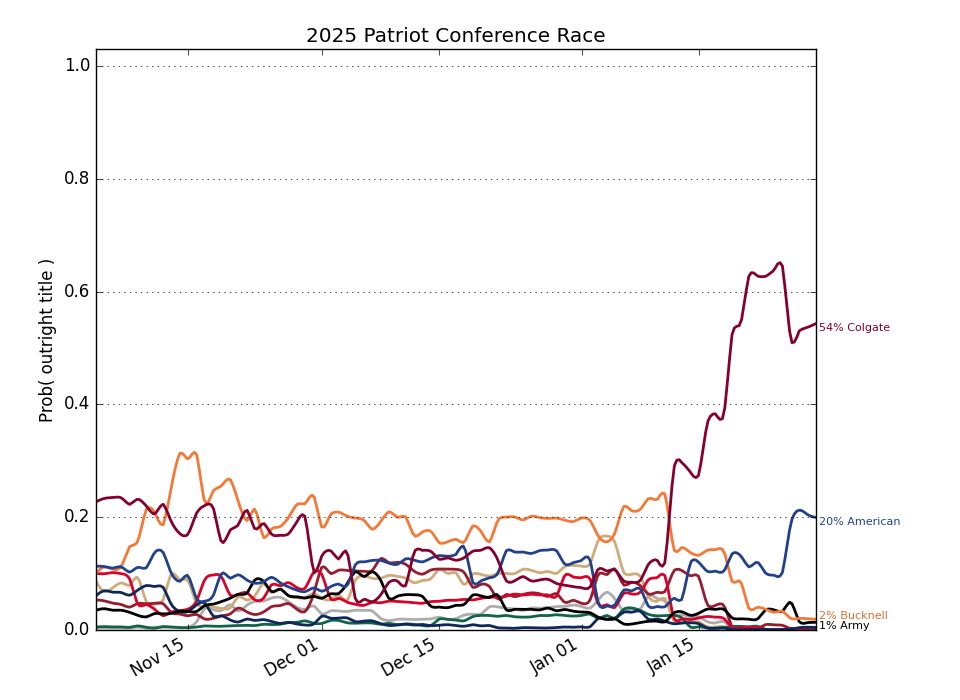 2025 Patriot Conference Race
Prob( outright title )
1.0
0.8
0.6
0.4
0.2
0.0
54% Colgate
20% American
2% Bucknell
1% Army
Nov 15
Dec 01
Dec 15
Jan 01
Jan 15